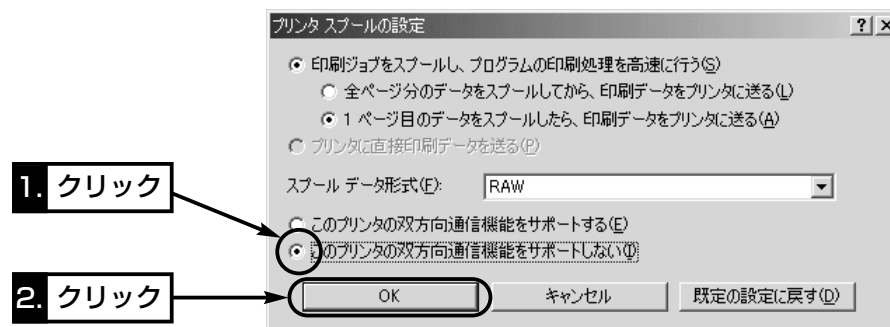 プリンタ スプールの設定
印刷ジョブをスプールし、プログラムの印刷処理を高速に行う(S)
全ページ分のデータをスプールしてから、印刷データをプリンタに送る(L)
1 ページ目のデータをスプールしたら、印刷データをプリンタに送る(A)
プリンタに直接印刷データを送る(P)
スプール データ形式(F): RAW
1. クリック
このプリンタの双方向通信機能をサポートする(E)
このプリンタの双方向通信機能をサポートしない(I)
2. クリック
OK キャンセル 既定の設定に戻す(D)